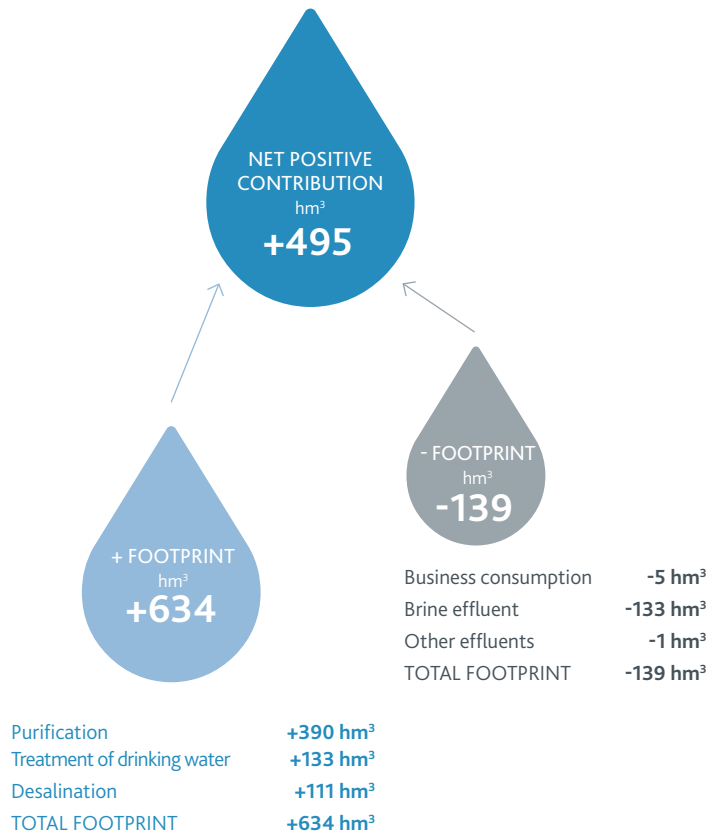 NET POSITIVE
CONTRIBUTION
hm³
+495
- FOOTPRINT
hm³
-139
+ FOOTPRINT
hm³
+634
Business consumption -5 hm³
Brine effluent -133 hm³
Other effluents -1 hm³
TOTAL FOOTPRINT -139 hm³
Purification +390 hm³
Treatment of drinking water +133 hm³
Desalination +111 hm³
TOTAL FOOTPRINT +634 hm³